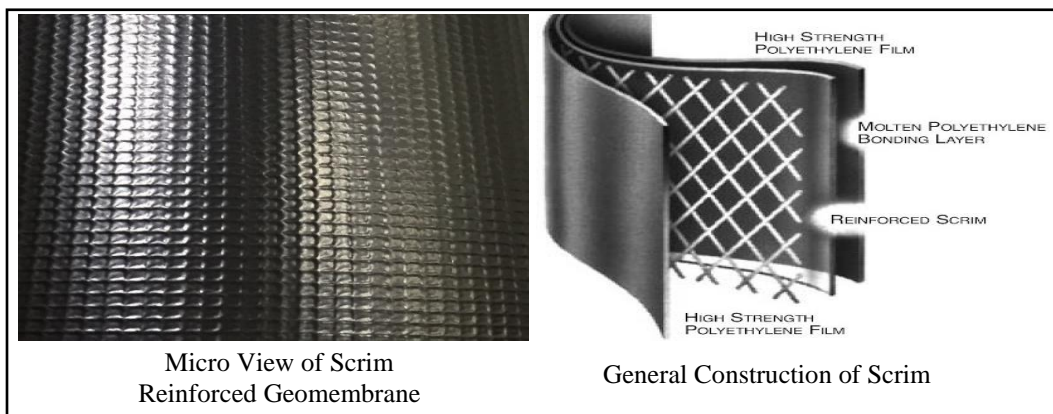 HIGH STRENGTH
POLYETHYLENE FILM
MOLTEN POLYETHYLENE
BONDING LAYER
REINFORCED SCRIM
HIGH STRENGTH
POLYETHYLENE FILM
Micro View of Scrim
Reinforced Geomembrane
General Construction of Scrim